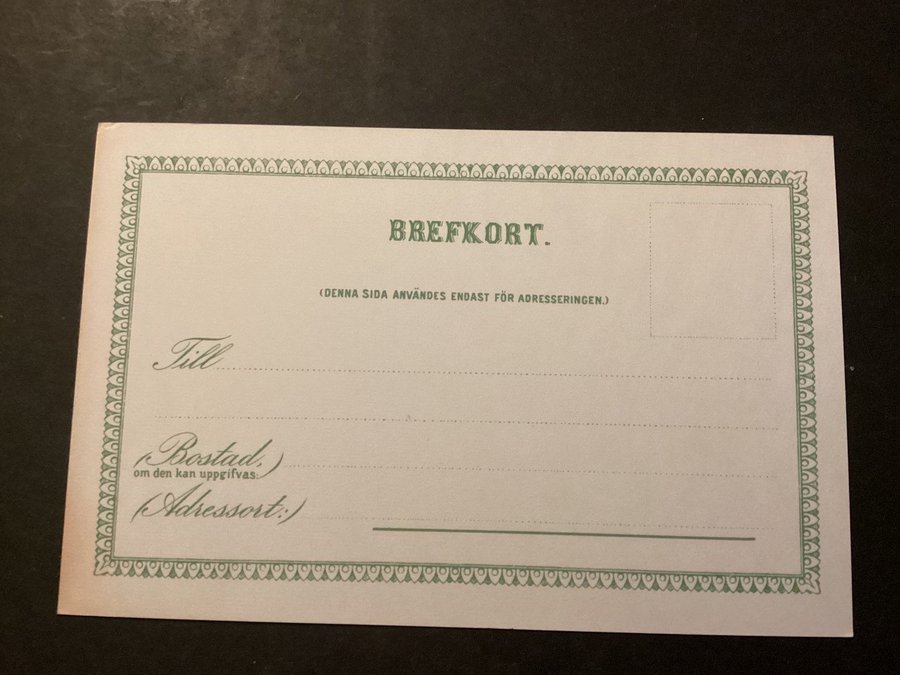 BREFKORT.
(DENNA SIDA ANVÄNDES ENDAST FÖR ADRESSERINGEN.)
Till
(Bostad,)
om den kan uppgifvas:
(Adressort:)